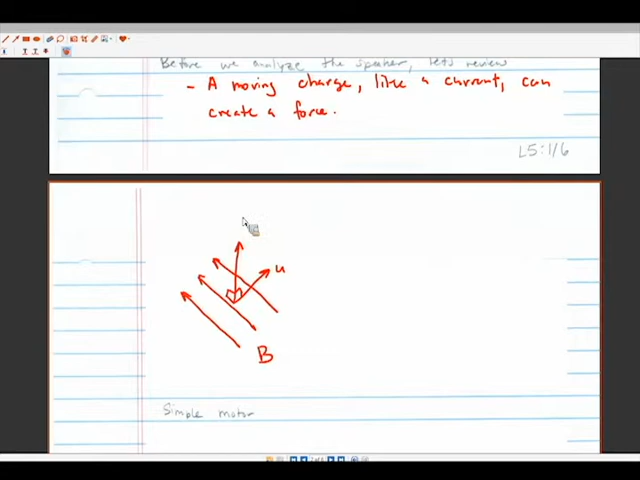 Before we analyze the speaker, lets review
- A moving charge, like a current, can
create a force.
L5:1/6
u
B
Simple motor